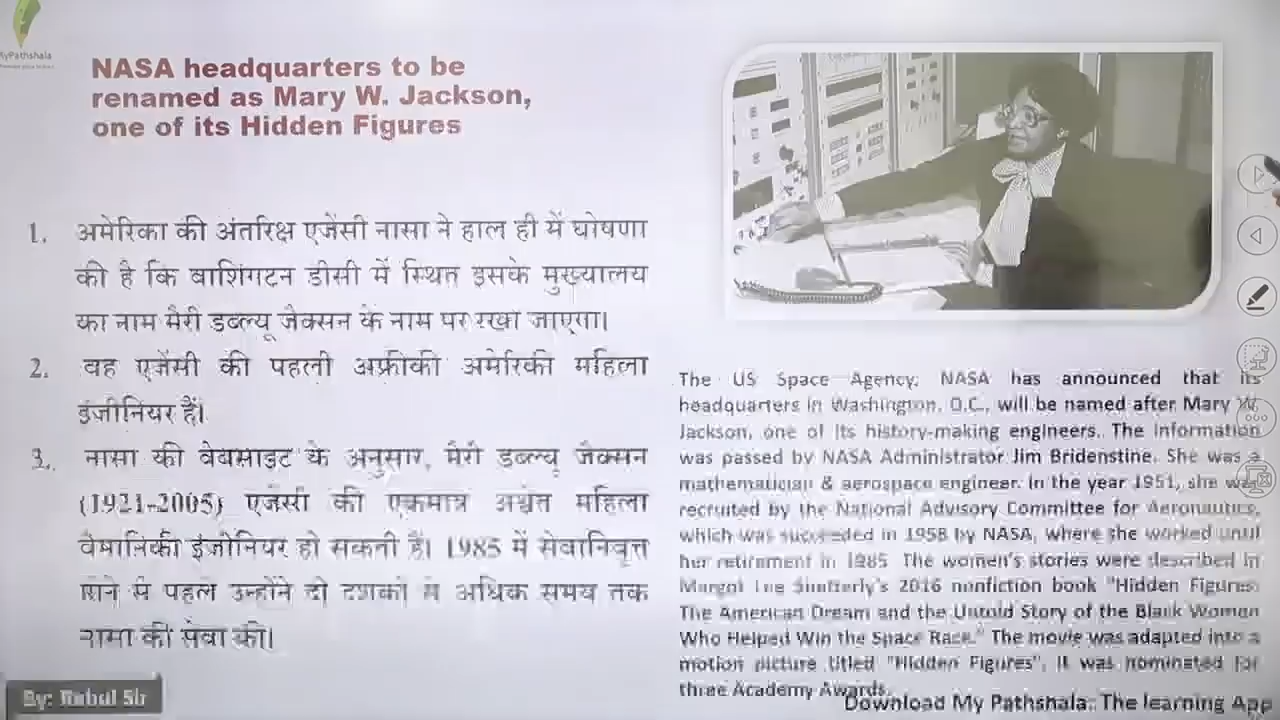 MyPathshala
NASA headquarters to be
renamed as Mary W. Jackson,
one of its Hidden Figures
1. अमेरिका की अंतरिक्ष एजेंसी नासा ने हाल ही में घोषणा
की है कि वाशिंगटन डीसी में स्थित इसके मुख्यालय
का नाम मैरी डब्ल्यू जैक्सन के नाम पर रखा जाएगा।
2. वह एजेंसी की पहली अफ्रीकी अमेरिकी महिला
इंजीनियर हैं।
3. नासा की वेबसाइट के अनुसार, मैरी डब्ल्यू जैक्सन
(1921-2005) एजेंसी की एकमात्र अश्वेत महिला
वैमानिकी इंजीनियर हो सकती हैं। 1985 में सेवानिवृत्त
होने से पहले उन्होंने दो दशकों से अधिक समय तक
नासा की सेवा की।
The US Space Agency, NASA has announced that its
headquarters in Washington, D.C., will be named after Mary W.
Jackson, one of its history-making engineers. The information
was passed by NASA Administrator Jim Bridenstine. She was a
mathematician & aerospace engineer. In the year 1951, she was
recruited by the National Advisory Committee for Aeronautics,
which was succeeded in 1958 by NASA, where she worked until
her retirement in 1985. The women's stories were described in
Margot Lee Shetterly's 2016 nonfiction book "Hidden Figures:
The American Dream and the Untold Story of the Black Women
Who Helped Win the Space Race." The movie was adapted into a
motion picture titled "Hidden Figures". It was nominated for
three Academy Awards.
By: Rahul Sir
Download My Pathshala: The learning App